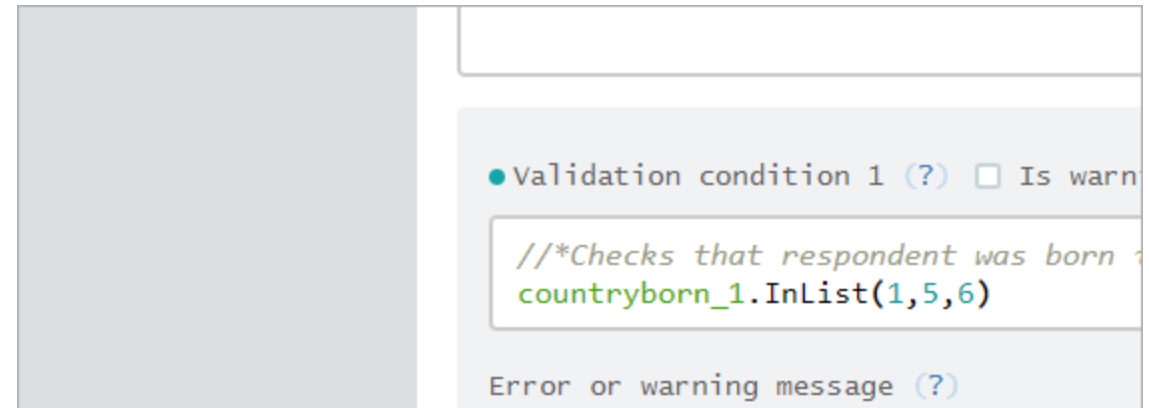 Validation condition 1 (?) Is warn
//*Checks that respondent was born
countryborn_1.InList(1,5,6)
Error or warning message (?)